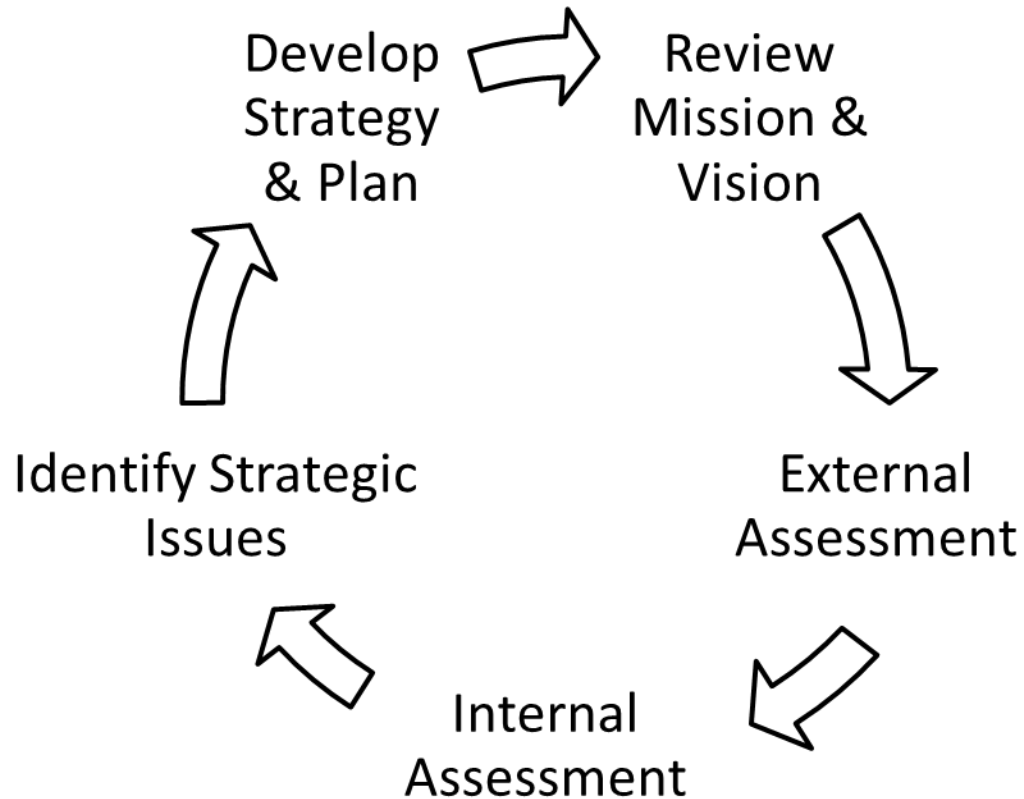 Develop
Strategy
& Plan
Review
Mission &
Vision
External
Assessment
Internal
Assessment
Identify Strategic
Issues